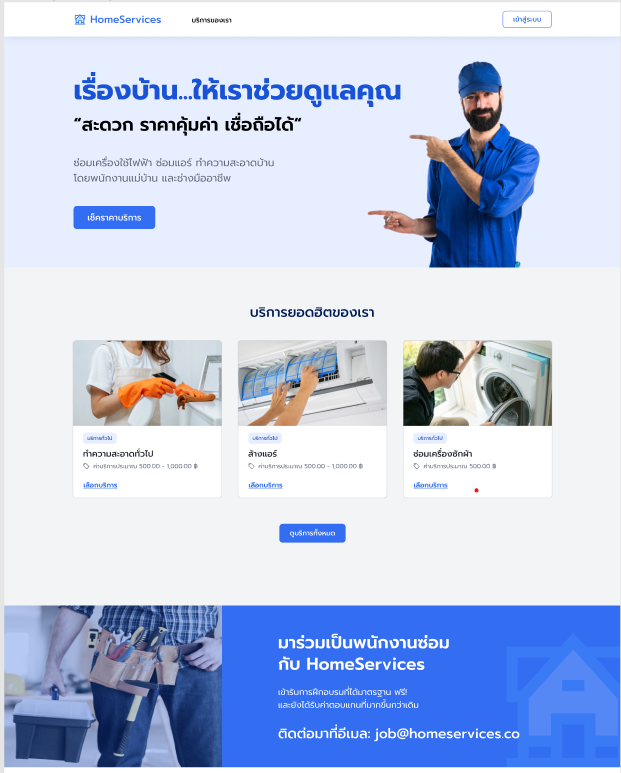 HomeServices
บริการของเรา
เข้าสู่ระบบ
เรื่องบ้าน...ให้เราช่วยดูแลคุณ
“สะดวก ราคาคุ้มค่า เชื่อถือได้”
ซ่อมเครื่องใช้ไฟฟ้า ซ่อมแอร์ ทำความสะอาดบ้าน
โดยพนักงานแม่บ้าน และช่างมืออาชีพ
เช็คราคาบริการ
บริการยอดฮิตของเรา
บริการทั่วไป
ทำความสะอาดทั่วไป
ค่าบริการประมาณ 500.00 - 1,000.00 ฿
เลือกบริการ
บริการทั่วไป
ล้างแอร์
ค่าบริการประมาณ 500.00 - 1,000.00 ฿
เลือกบริการ
บริการทั่วไป
ซ่อมเครื่องซักผ้า
ค่าบริการประมาณ 500.00 ฿
เลือกบริการ
ดูบริการทั้งหมด
มาร่วมเป็นพนักงานซ่อม
กับ HomeServices
เข้ารับการฝึกอบรมที่ได้มาตรฐาน ฟรี!
และยังได้รับค่าตอบแทนที่มากขึ้นกว่าเดิม
ติดต่อมาที่อีเมล: job@homeservices.co